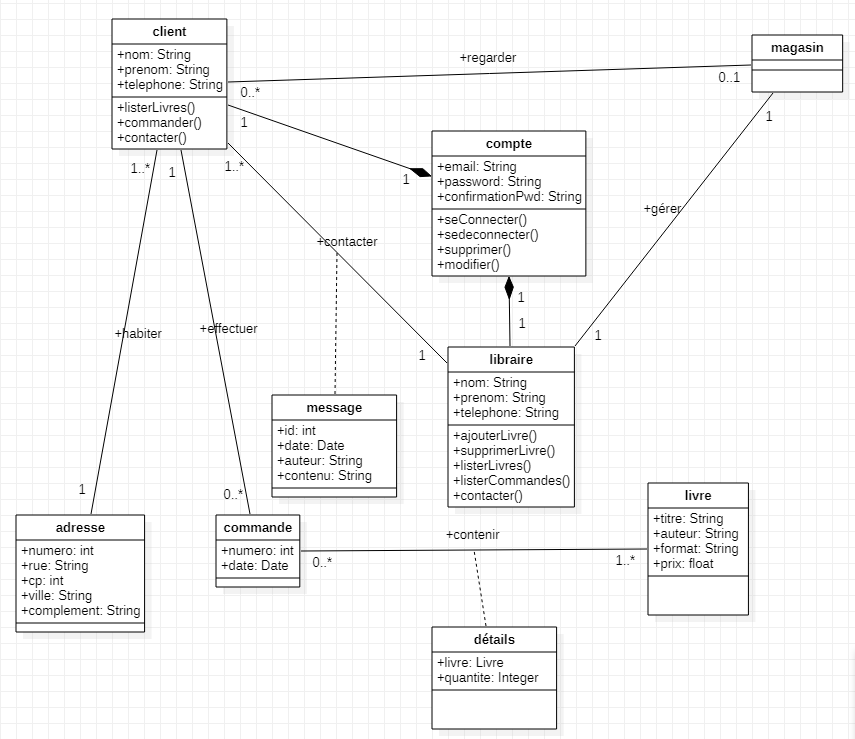 client
+nom: String
+prenom: String
+telephone: String
+listerLivres()
+commander()
+contacter()
+regarder
0..*
0..1
magasin
1
1
compte
+email: String
+password: String
+confirmationPwd: String
+seConnecter()
+sedeconnecter()
+supprimer()
+modifier()
1
1..*
1
1..*
1
+gérer
+contacter
1
1
1
1
+habiter
+effectuer
libraire
+nom: String
+prenom: String
+telephone: String
+ajouterLivre()
+supprimerLivre()
+listerLivres()
+listerCommandes()
+contacter()
message
+id: int
+date: Date
+auteur: String
+contenu: String
1
0..*
adresse
+numero: int
+rue: String
+cp: int
+ville: String
+complement: String
commande
+numero: int
+date: Date
+contenir
0..*
1..*
livre
+titre: String
+auteur: String
+format: String
+prix: float
détails
+livre: Livre
+quantite: Integer